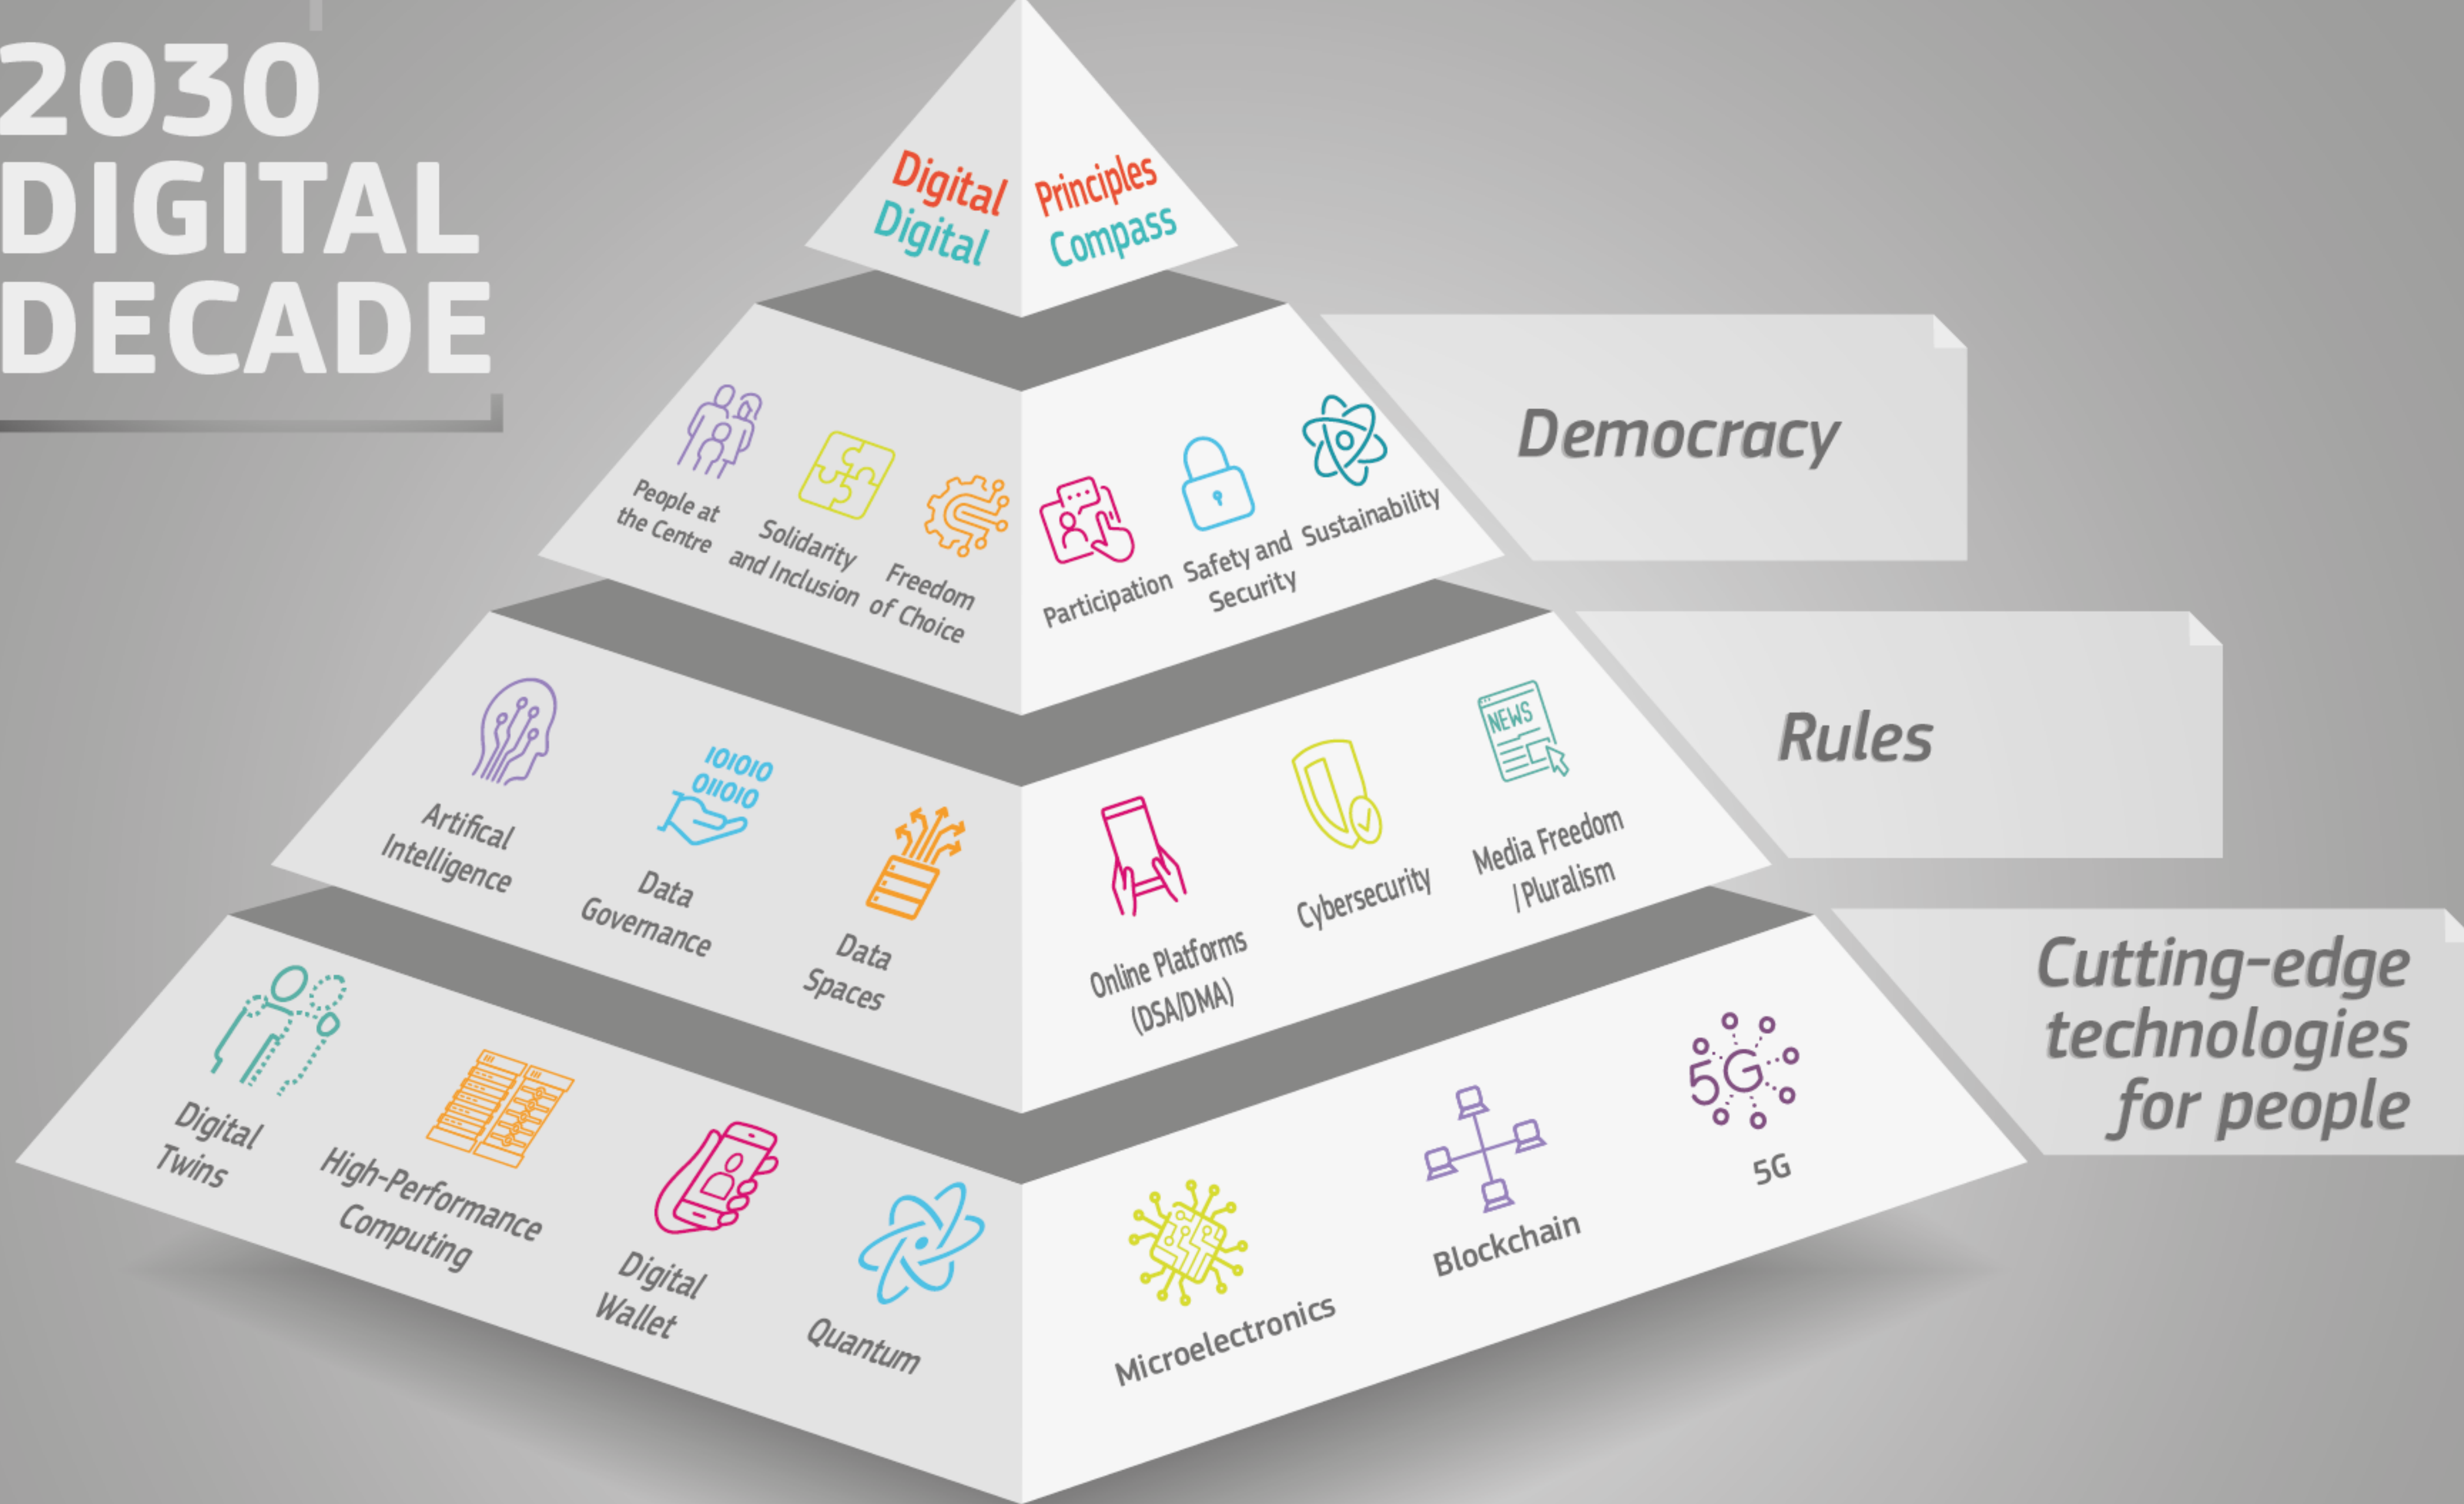 2030
DIGITAL
DECADE
Digital Principles
Digital Compass
People at
the Centre
Solidarity
and Inclusion
Freedom
of Choice
Participation
Safety and
Security
Sustainability
Democracy
Artifical
Intelligence
Data
Governance
Data
Spaces
101010
011010
Online Platforms
(DSA/DMA)
Cybersecurity
NEWS
Media Freedom
/ Pluralism
Rules
Digital
Twins
High-Performance
Computing
Digital
Wallet
Quantum
Microelectronics
Blockchain
5G
5G
Cutting-edge
technologies
for people